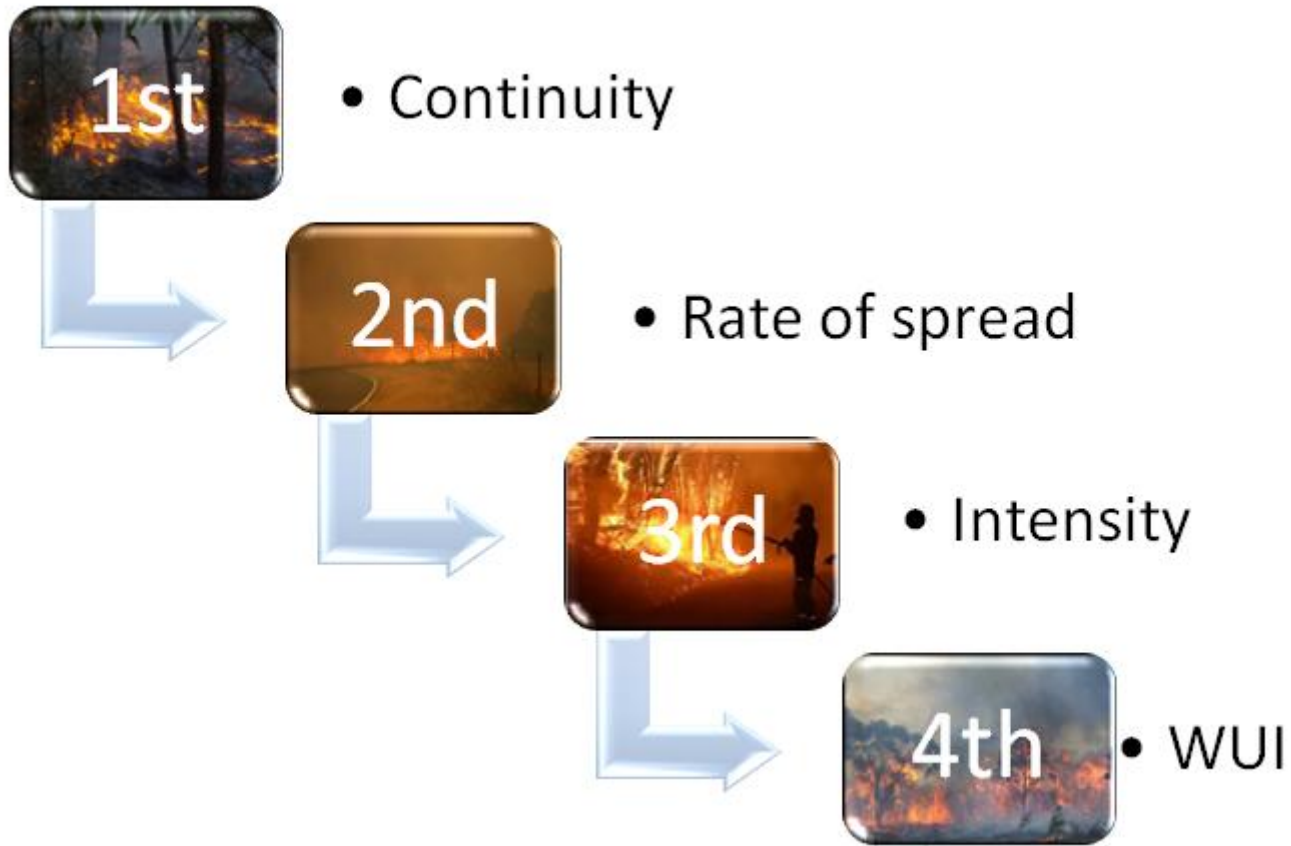 1st
• Continuity
2nd
• Rate of spread
3rd
• Intensity
4th
• WUI